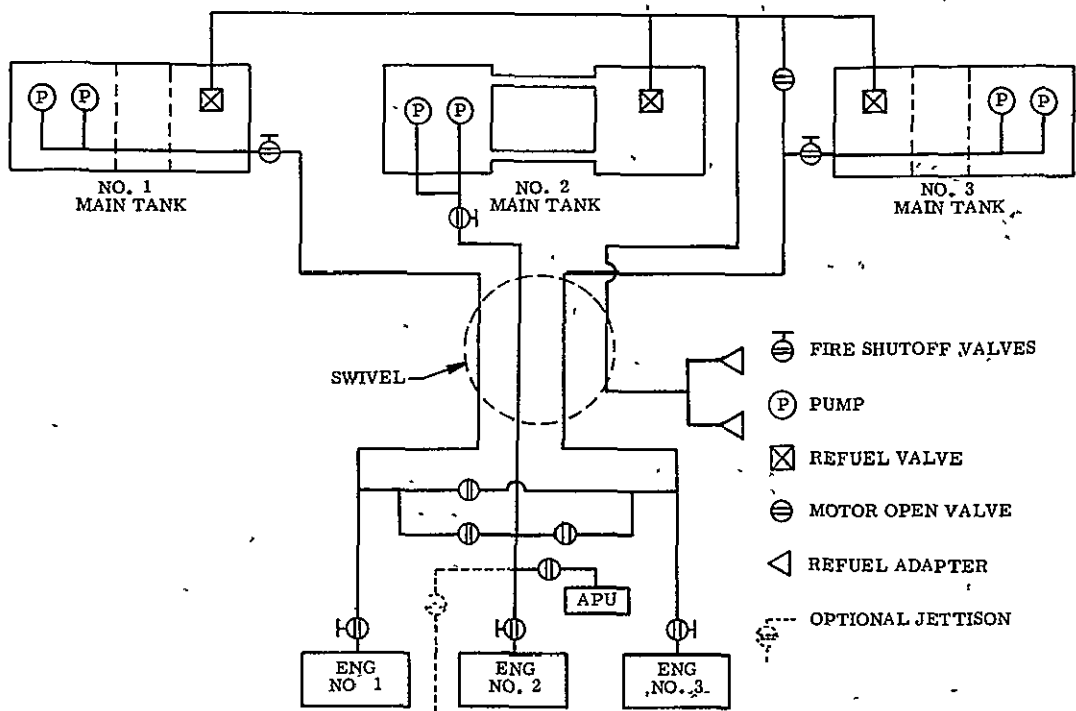 P P
P P
P P
NO. 1
MAIN TANK
NO. 2
MAIN TANK
NO. 3
MAIN TANK
SWIVEL
FIRE SHUTOFF VALVES
P PUMP
REFUEL VALVE
MOTOR OPEN VALVE
REFUEL ADAPTER
OPTIONAL JETTISON
APU
ENG
NO 1
ENG
NO. 2
ENG
NO. 3